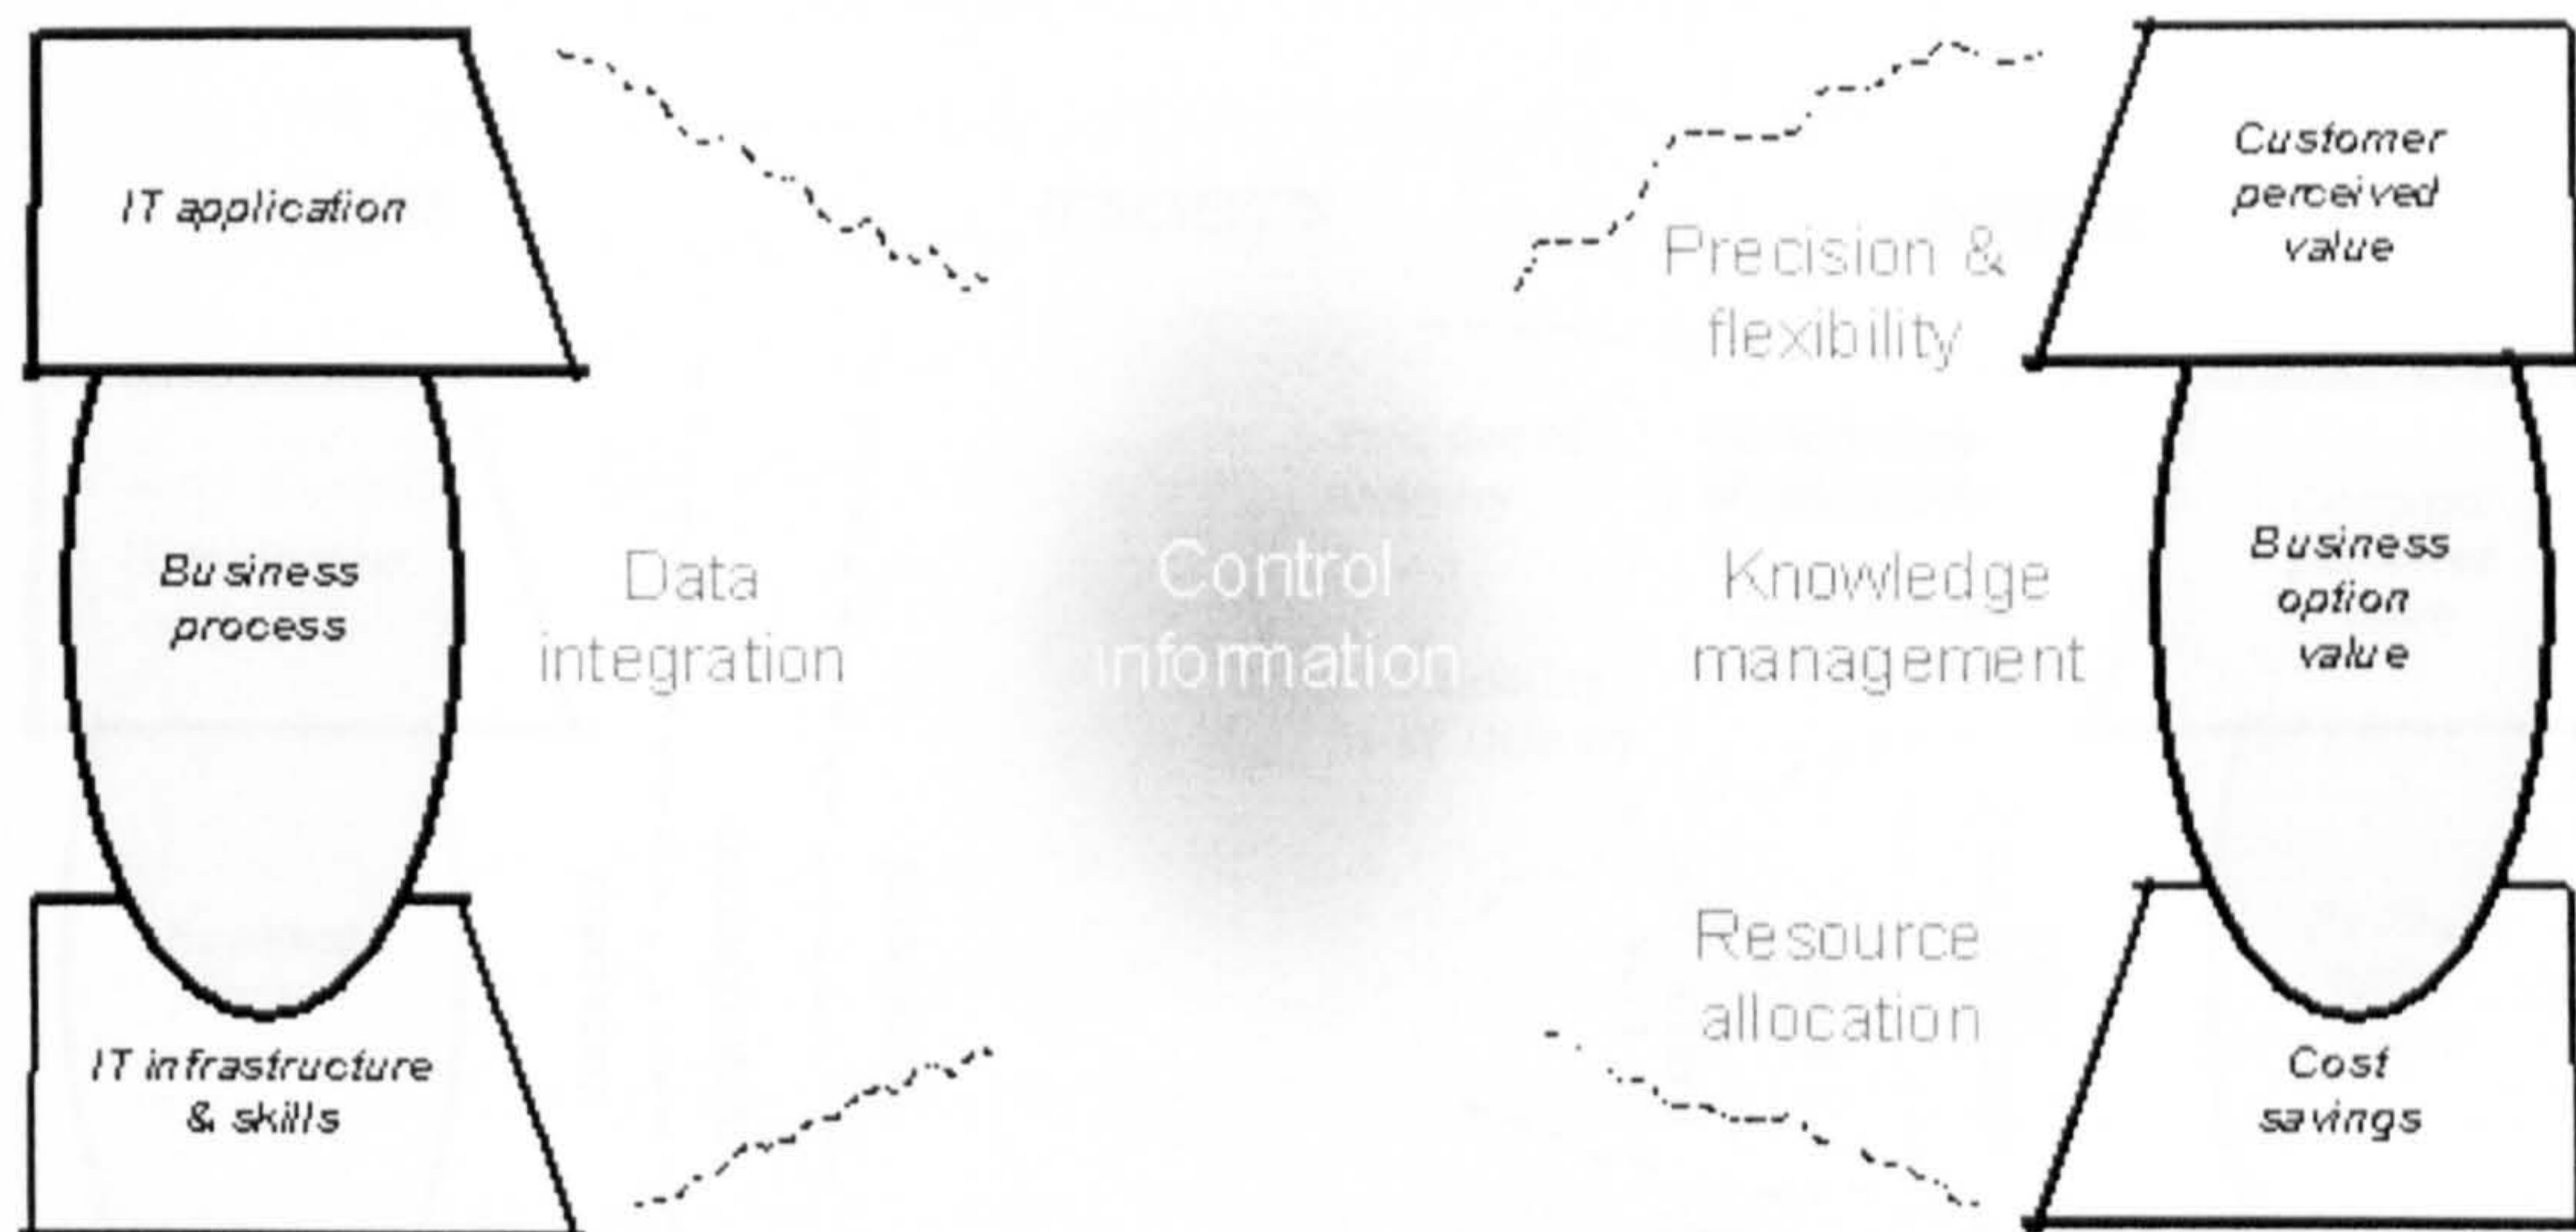 IT application
Customer
perceived
value
Precision &
flexibility
Business
process
Data
integration
Control
information
Knowledge
management
Business
option
value
Resource
allocation
IT infrastructure
& skills
Cost
savings